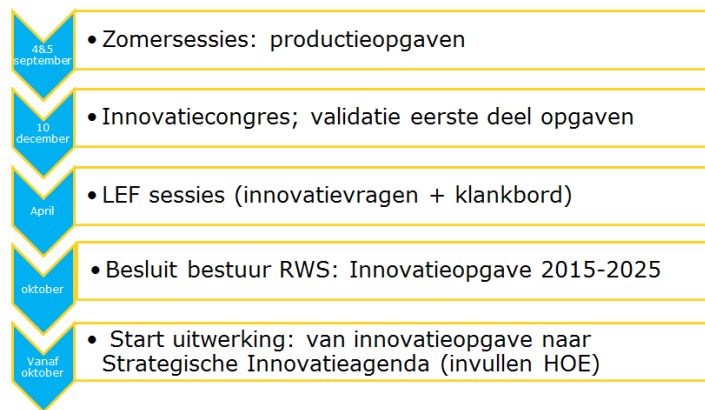 4&5
september
• Zomersessies: productieopgaven
10
december
• Innovatiecongres; validatie eerste deel opgaven
April
• LEF sessies (innovatievragen + klankbord)
oktober
• Besluit bestuur RWS: Innovatieopgave 2015-2025
Vanaf
oktober
• Start uitwerking: van innovatieopgave naar
Strategische Innovatieagenda (invullen HOE)